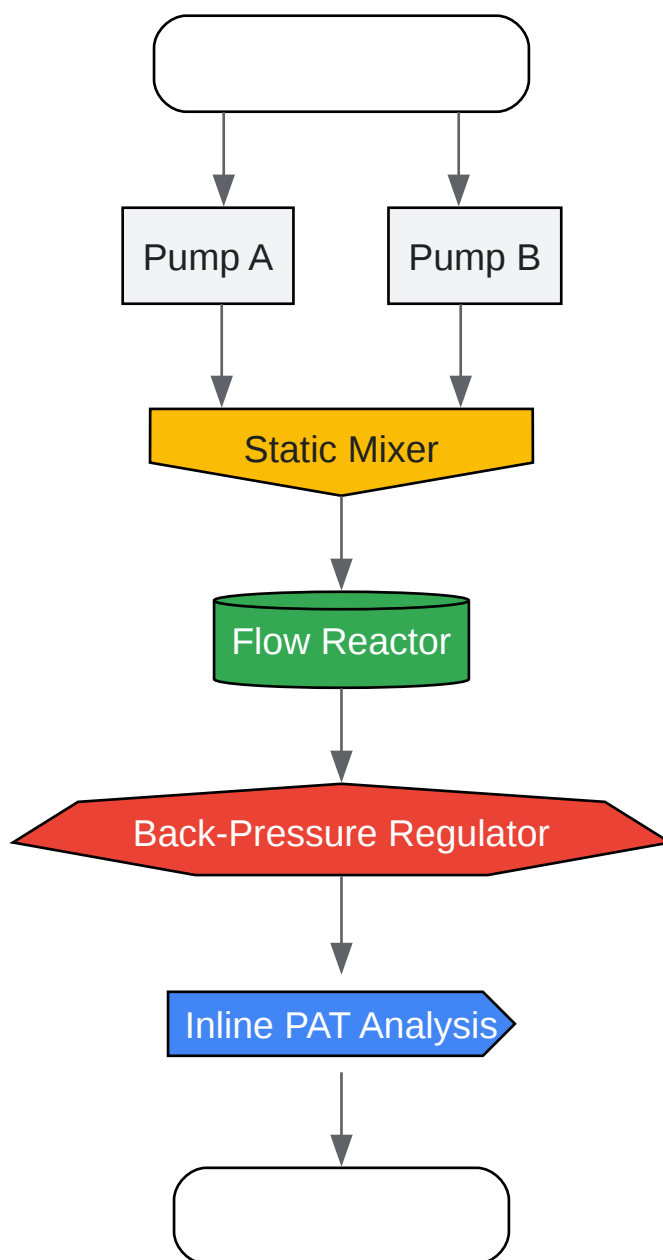 Pump A
Pump B
Static Mixer
Flow Reactor
Back-Pressure Regulator
Inline PAT Analysis